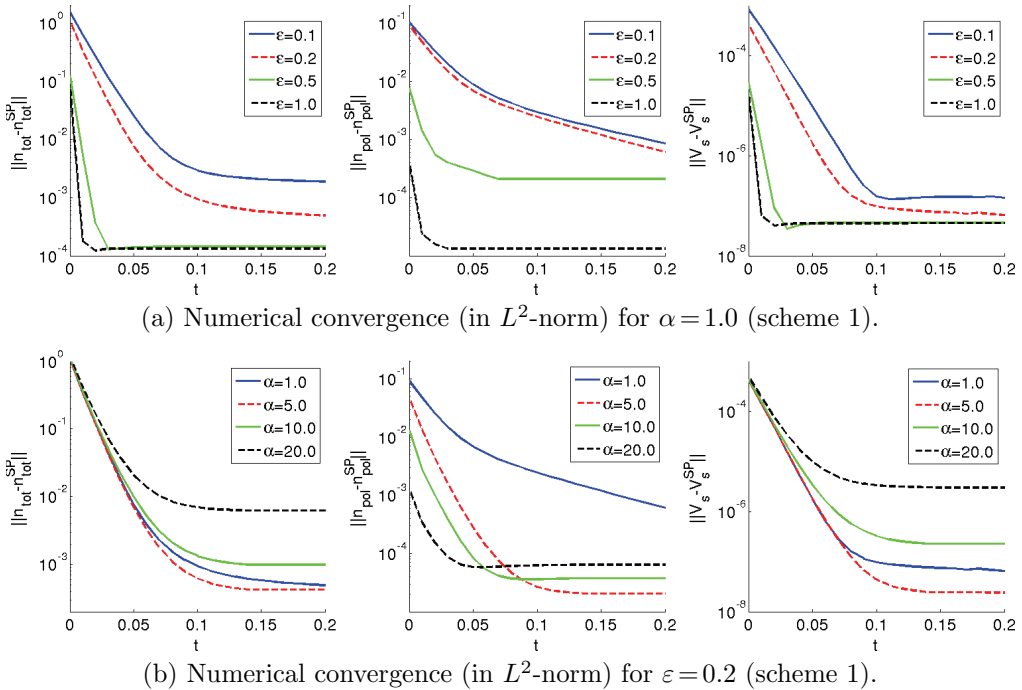 10^0
10^-1
10^-2
10^-3
10^-4
||n_tot-n_tot^SP||
0 0.05 0.1 0.15 0.2
t
ε=0.1
ε=0.2
ε=0.5
ε=1.0
10^-1
10^-2
10^-3
10^-4
||n_pol-n_pol^SP||
0 0.05 0.1 0.15 0.2
t
ε=0.1
ε=0.2
ε=0.5
ε=1.0
10^-4
10^-6
10^-8
||V_s-V_s^SP||
0 0.05 0.1 0.15 0.2
t
ε=0.1
ε=0.2
ε=0.5
ε=1.0
(a) Numerical convergence (in L^2-norm) for α=1.0 (scheme 1).
10^0
10^-1
10^-2
10^-3
||n_tot-n_tot^SP||
0 0.05 0.1 0.15 0.2
t
α=1.0
α=5.0
α=10.0
α=20.0
10^-1
10^-2
10^-3
10^-4
||n_pol-n_pol^SP||
0 0.05 0.1 0.15 0.2
t
α=1.0
α=5.0
α=10.0
α=20.0
10^-4
10^-6
10^-8
||V_s-V_s^SP||
0 0.05 0.1 0.15 0.2
t
α=1.0
α=5.0
α=10.0
α=20.0
(b) Numerical convergence (in L^2-norm) for ε=0.2 (scheme 1).